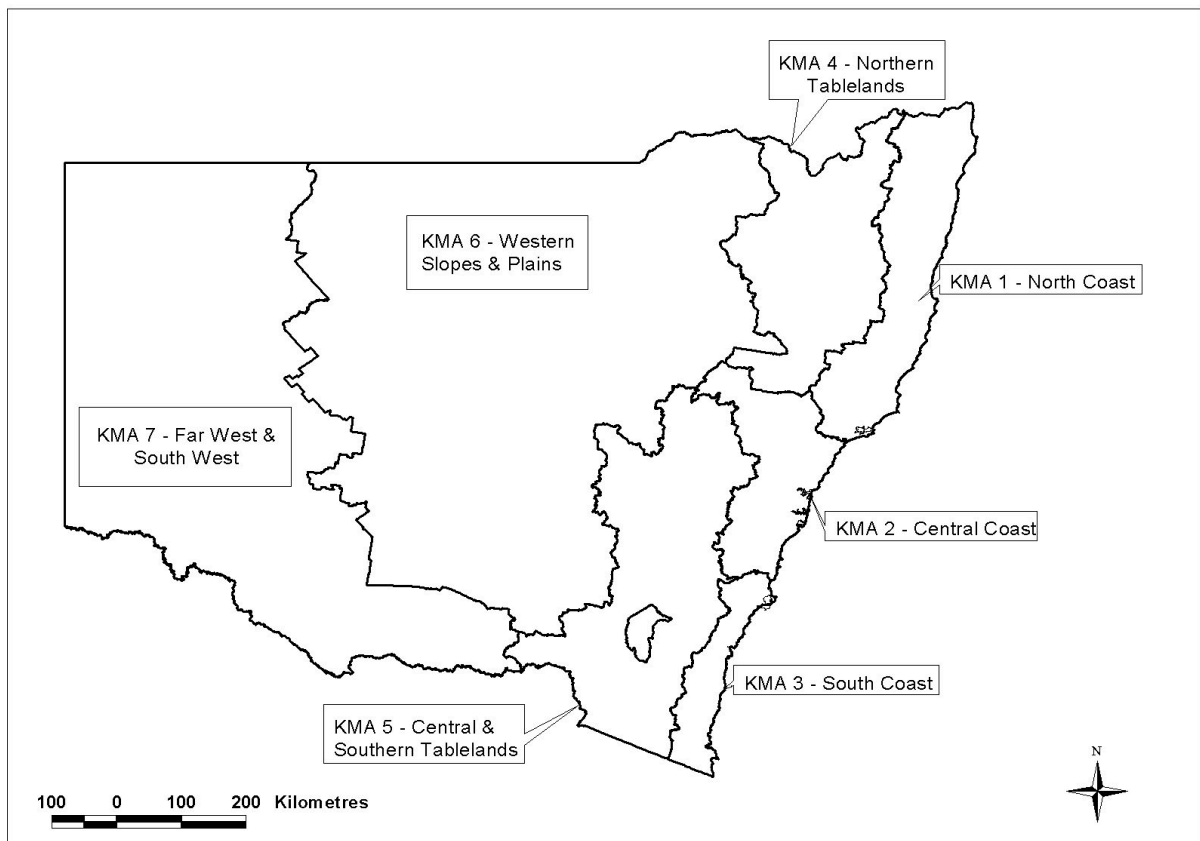 KMA 4 - Northern
Tablelands
KMA 6 - Western
Slopes & Plains
KMA 1 - North Coast
KMA 7 - Far West &
South West
KMA 2 - Central Coast
KMA 3 - South Coast
KMA 5 - Central &
Southern Tablelands
N
100 0 100 200 Kilometres